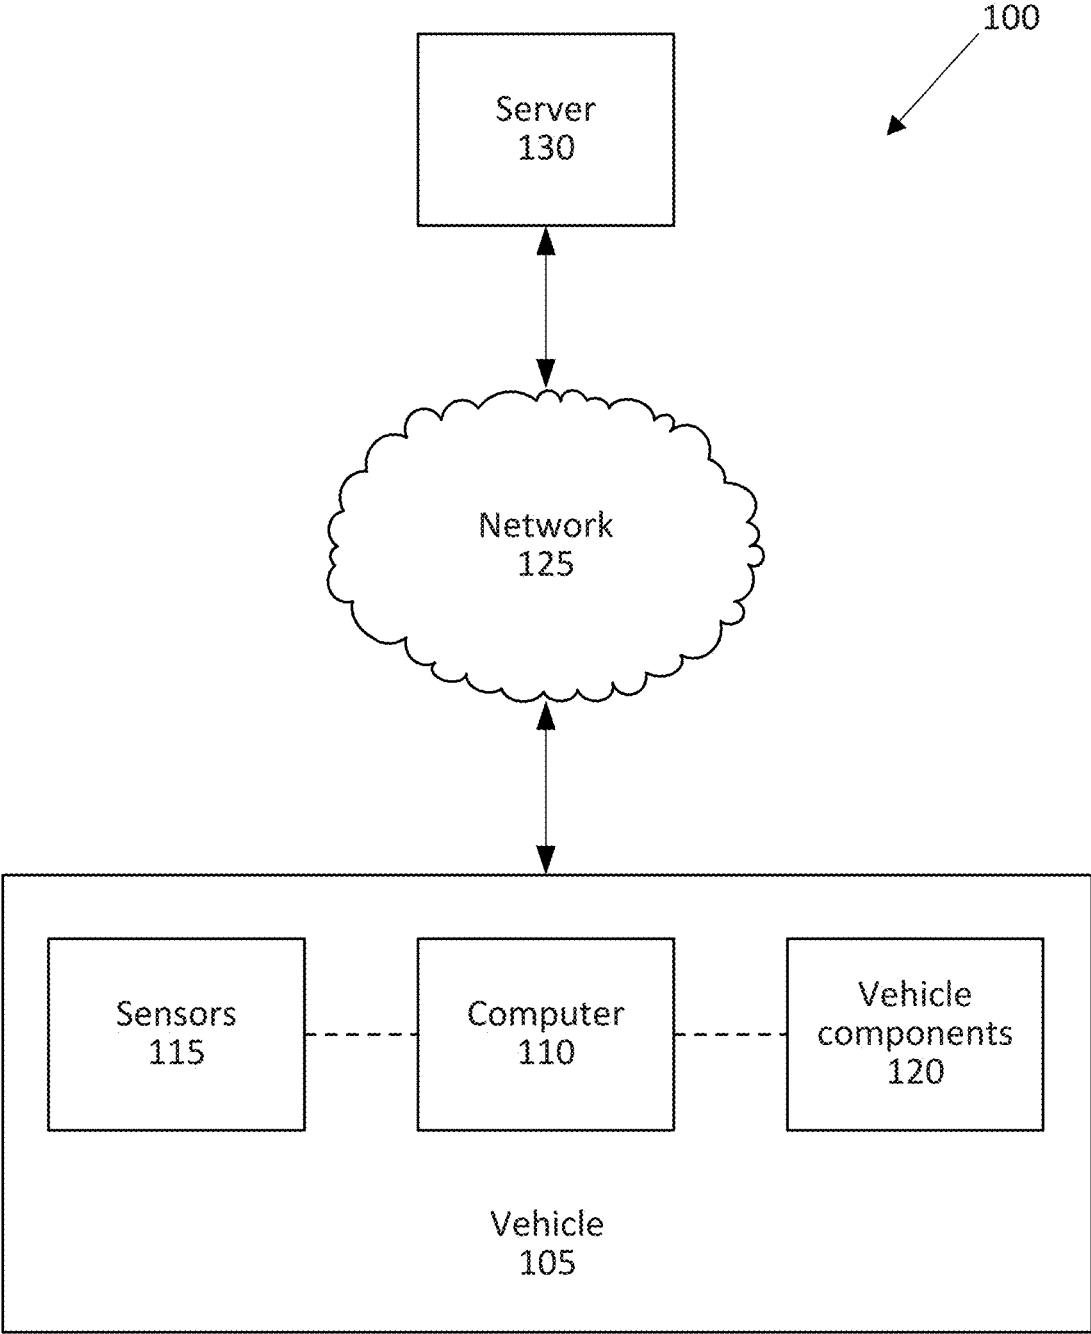 100
Server
130
Network
125
Sensors
115
Computer
110
Vehicle
components
120
Vehicle
105